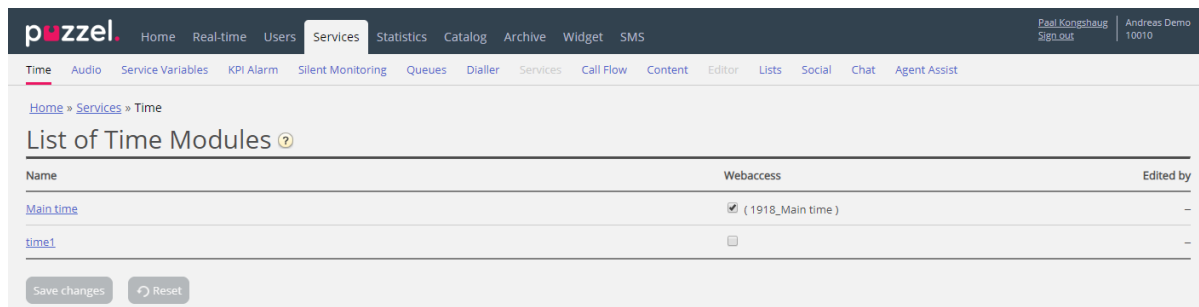 puzzel.
Home Real-time Users Services Statistics Catalog Archive Widget SMS
Paal Kongshaug
Sign out
Andreas Demo
10010
Time Audio Service Variables KPI Alarm Silent Monitoring Queues Dialler Services Call Flow Content Editor Lists Social Chat Agent Assist
Home » Services » Time
List of Time Modules ?
Name Webaccess Edited by
Main time ( 1918_Main time ) –
time1 –
Save changes Reset